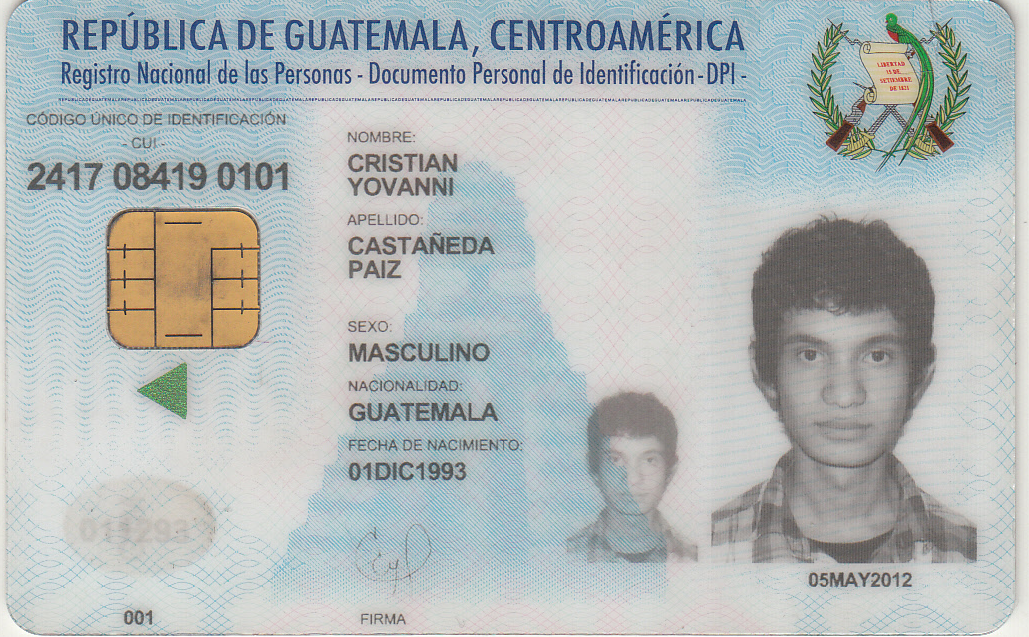 REPÚBLICA DE GUATEMALA, CENTROAMÉRICA
Registro Nacional de las Personas - Documento Personal de Identificación - DPI -
CÓDIGO ÚNICO DE IDENTIFICACIÓN
- CUI -
2417 08419 0101
NOMBRE:
CRISTIAN
YOVANNI
APELLIDO:
CASTAÑEDA
PAIZ
SEXO:
MASCULINO
NACIONALIDAD:
GUATEMALA
FECHA DE NACIMIENTO:
01DIC1993
011293
001
FIRMA
LIBERTAD
15 DE
SETIEMBRE
DE 1821
05MAY2012